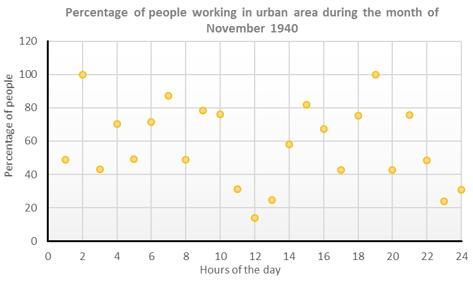 Percentage of people working in urban area during the month of
November 1940
Percentage of people
120
100
80
60
40
20
0
0 2 4 6 8 10 12 14 16 18 20 22 24
Hours of the day